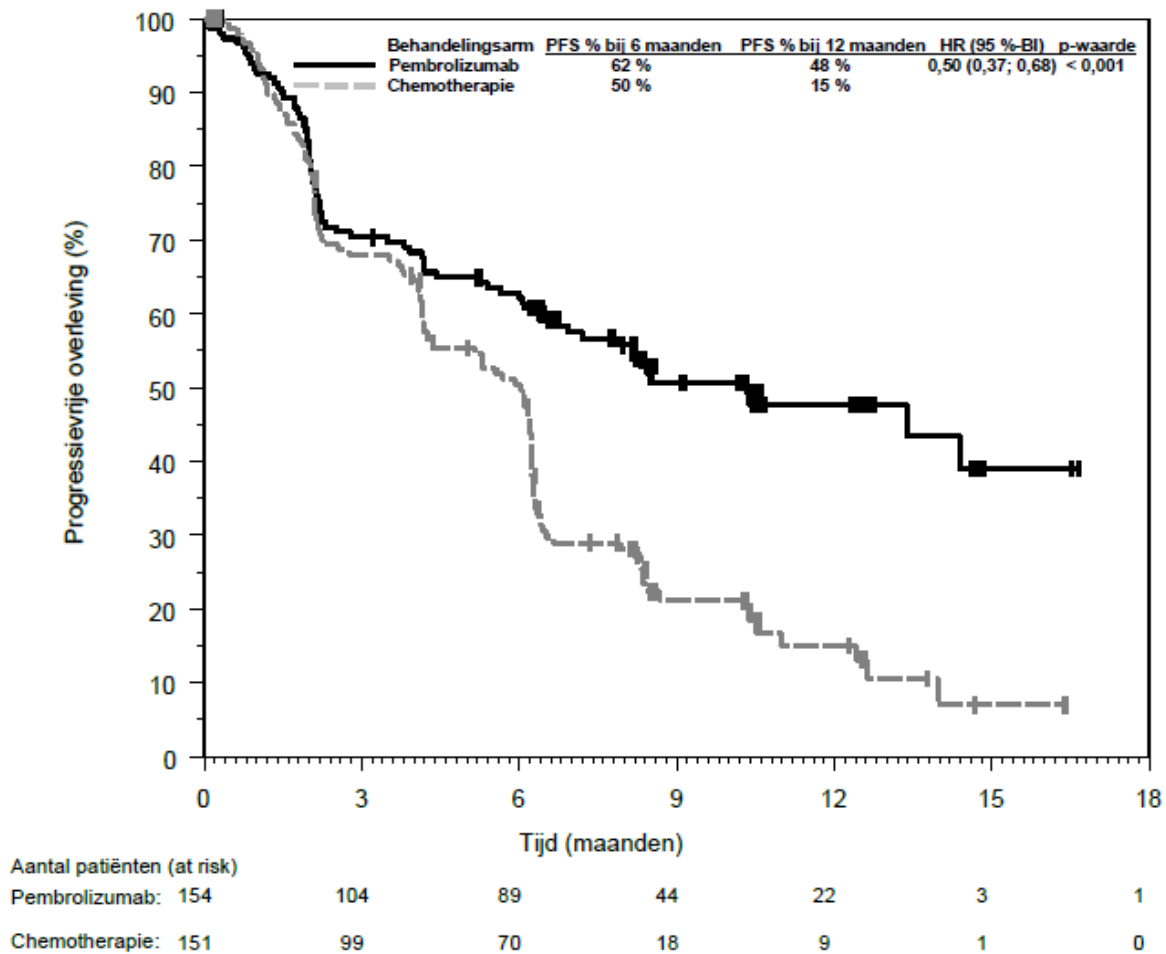 Behandelingsarm PFS % bij 6 maanden PFS % bij 12 maanden HR (95 %-BI) p-waarde
Pembrolizumab 62 % 48 % 0,50 (0,37; 0,68) < 0,001
Chemotherapie 50 % 15 %
Progressievrije overleving (%)
100
90
80
70
60
50
40
30
20
10
0
0 3 6 9 12 15 18
Tijd (maanden)
Aantal patiënten (at risk)
Pembrolizumab: 154 104 89 44 22 3 1
Chemotherapie: 151 99 70 18 9 1 0